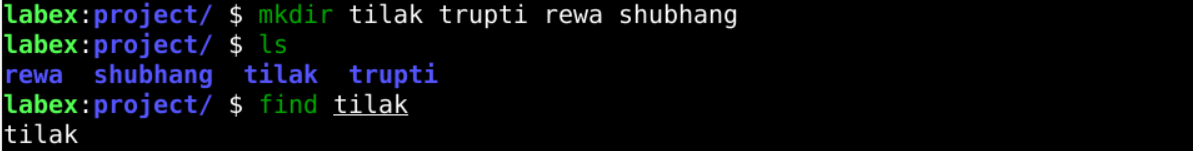 labex:project/ $ mkdir tilak trupti rewa shubhang
labex:project/ $ ls
rewa  shubhang  tilak  trupti
labex:project/ $ find tilak
tilak